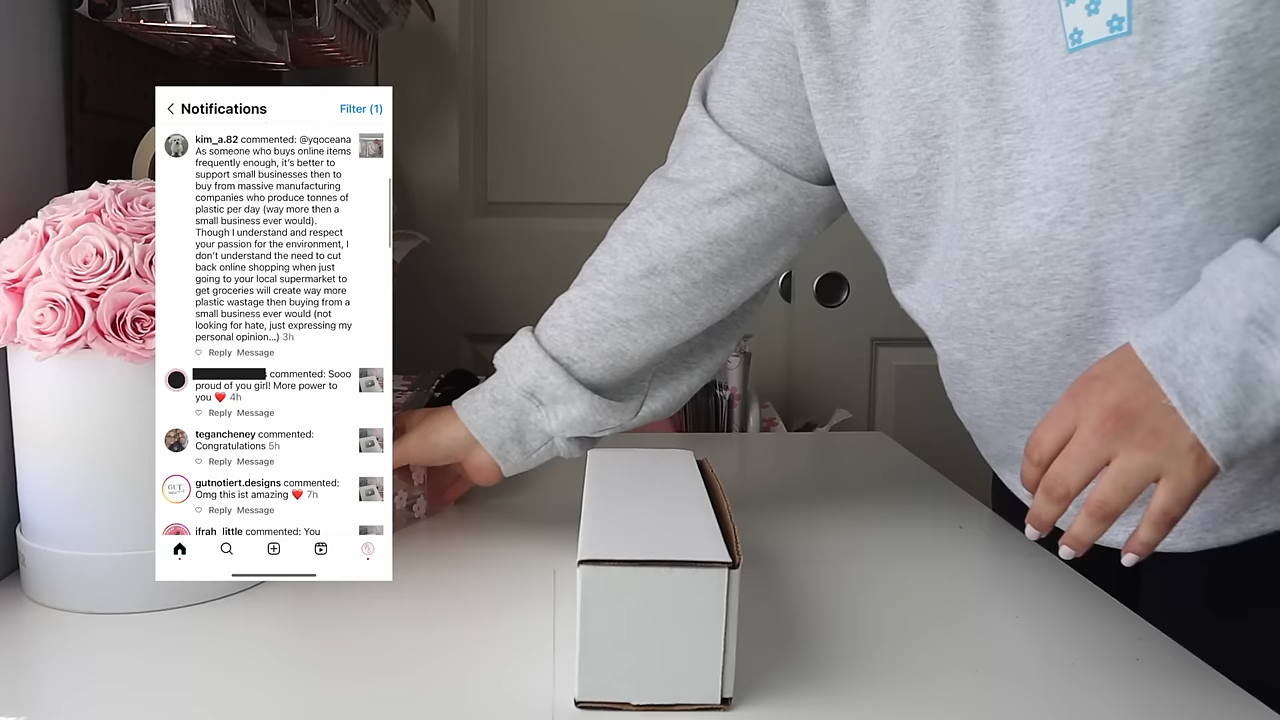 Notifications
Filter (1)
kim_a.82 commented: @yqoceana
As someone who buys online items
frequently enough, it's better to
support small businesses then to
buy from massive manufacturing
companies who produce tonnes of
plastic per day (way more then a
small business ever would).
Though I understand and respect
your passion for the environment, I
don't understand the need to cut
back online shopping when just
going to your local supermarket to
get groceries will create way more
plastic wastage then buying from a
small business ever would (not
looking for hate, just expressing my
personal opinion...) 3h
Reply Message
commented: Sooo
proud of you girl! More power to
you ❤️ 4h
Reply Message
tegancheney commented:
Congratulations 5h
Reply Message
gutnotiert.designs commented:
Omg this ist amazing ❤️ 7h
Reply Message
ifrah_little commented: You